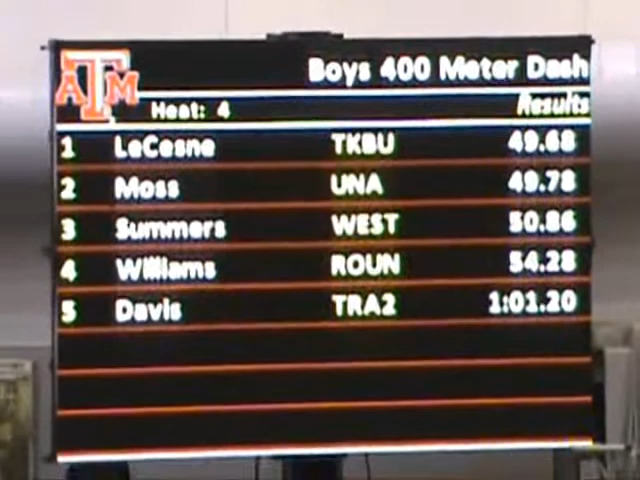 ATM
Boys 400 Meter Dash
Heat: 4 Results
1 LeCesne TKBU 49.68
2 Moss UNA 49.78
3 Summers WEST 50.86
4 Williams ROUN 54.28
5 Davis TRA2 1:01.20